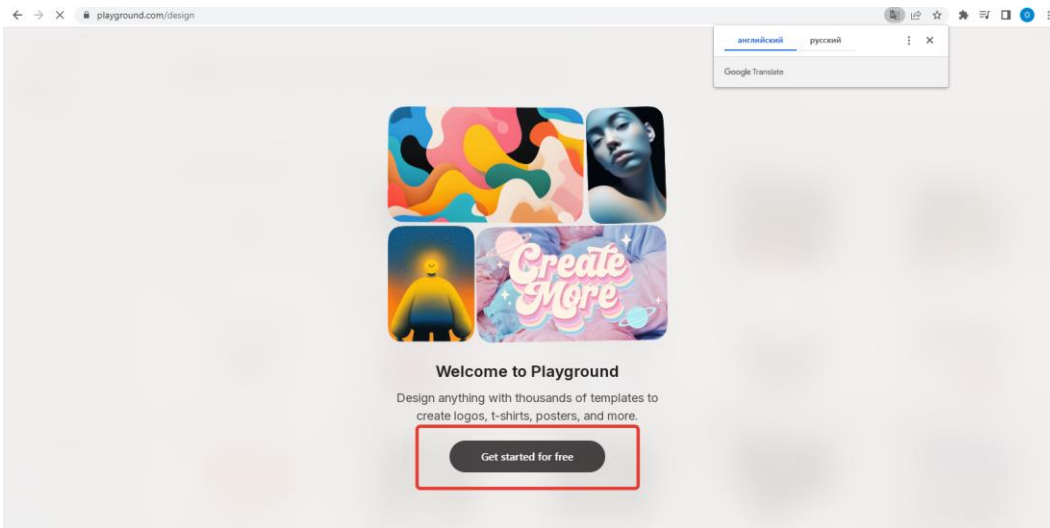 playground.com/design
О
английский русский
Google Translate
Create
More
Welcome to Playground
Design anything with thousands of templates to
create logos, t-shirts, posters, and more.
Get started for free